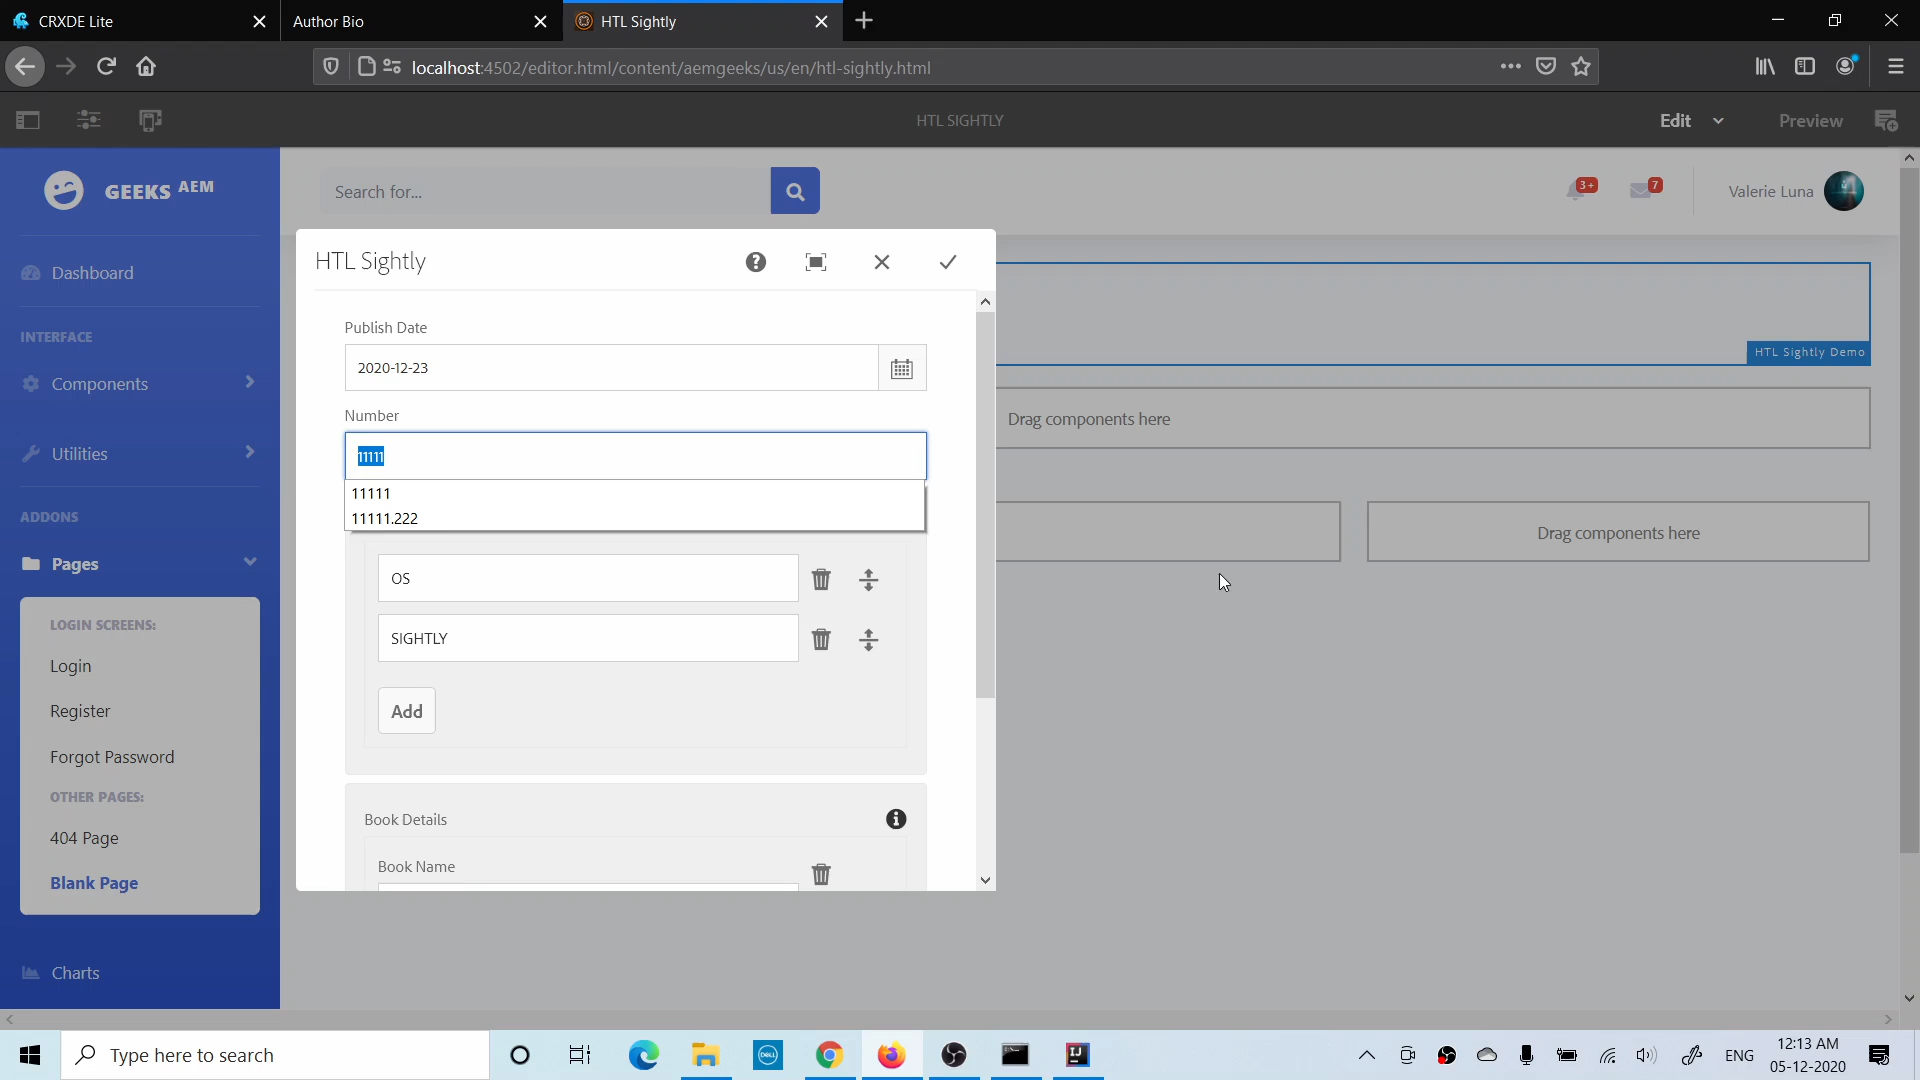 CRXDE Lite
Author Bio
HTL Sightly
localhost:4502/editor.html/content/aemgeeks/us/en/htl-sightly.html
HTL SIGHTLY
Edit
Preview
GEEKS AEM
Search for...
3+
7
Valerie Luna
Dashboard
INTERFACE
Components
Utilities
ADDONS
Pages
LOGIN SCREENS:
Login
Register
Forgot Password
OTHER PAGES:
404 Page
Blank Page
Charts
HTL Sightly
Publish Date
2020-12-23
Number
11111
11111
11111.222
OS
SIGHTLY
Add
Book Details
Book Name
HTL Sightly Demo
Drag components here
Drag components here
Type here to search
DELL
IJ
ENG
12:13 AM
05-12-2020